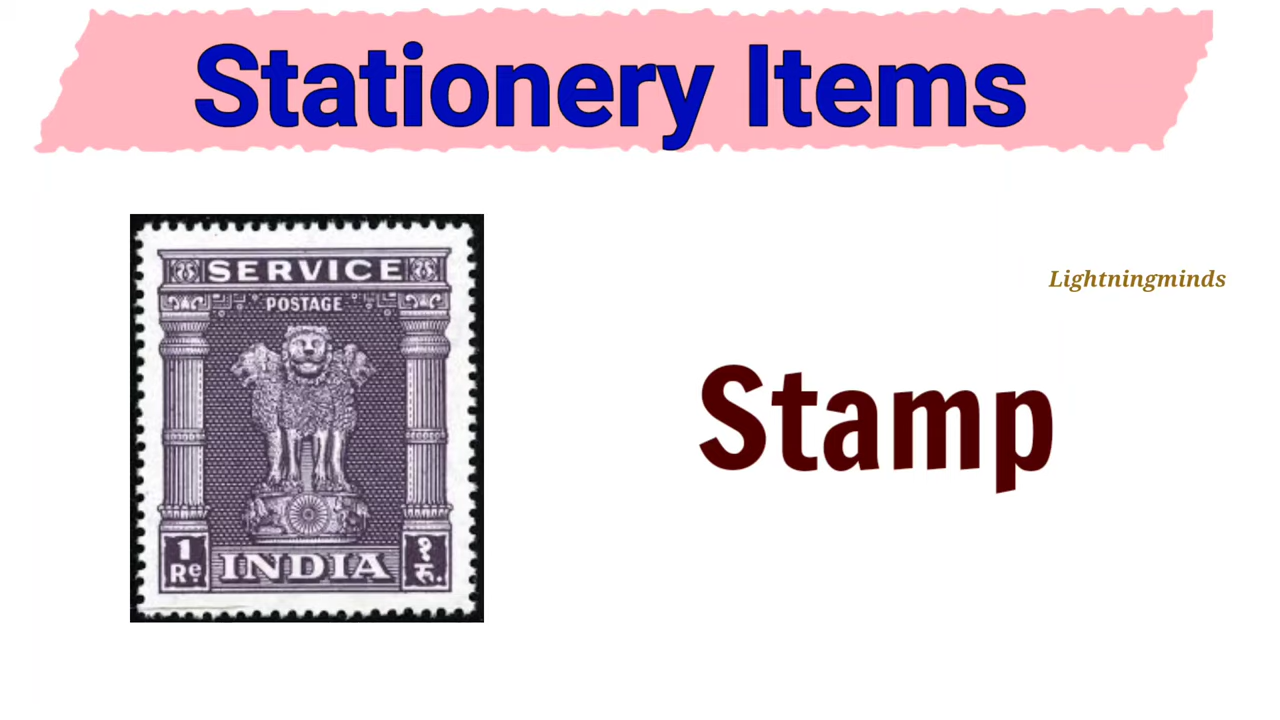 Stationery Items
SERVICE
POSTAGE
Lightningminds
Stamp
1 Re
INDIA
१ रु.